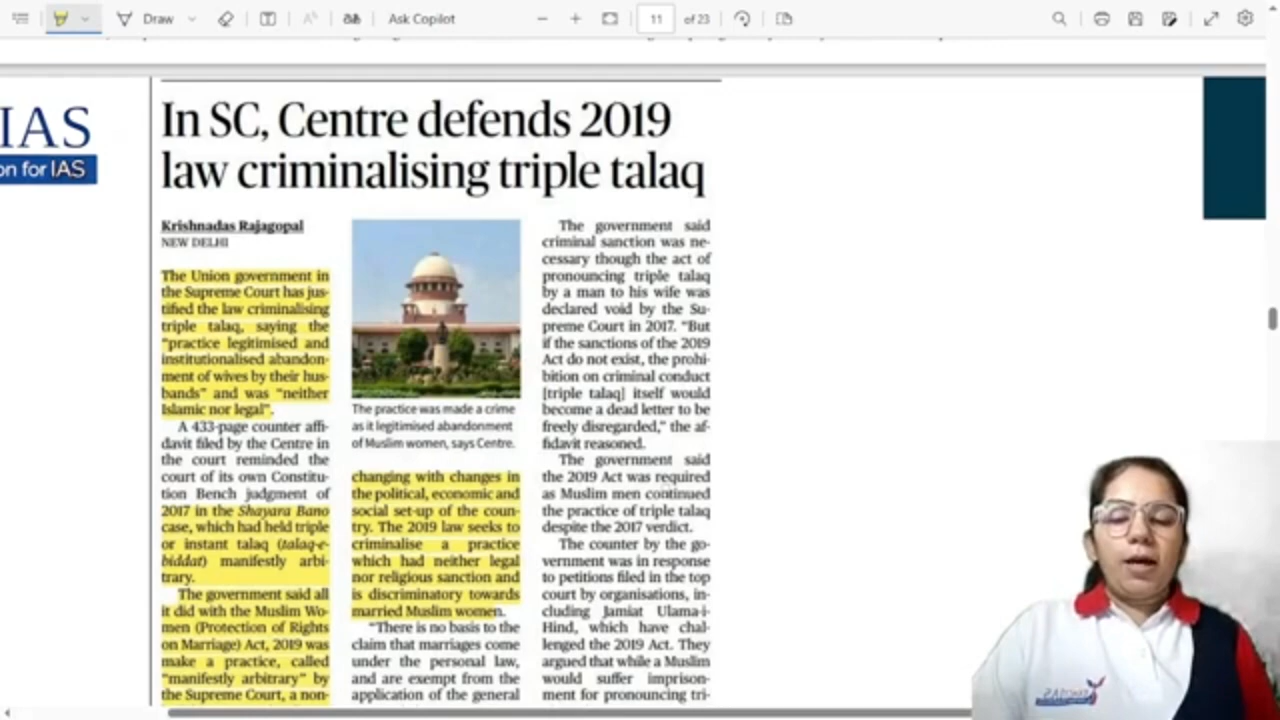 Draw
Ask Copilot
11
of 23
IAS
on for IAS
In SC, Centre defends 2019
law criminalising triple talaq
Krishnadas Rajagopal
NEW DELHI
The Union government in
the Supreme Court has jus-
tified the law criminalising
triple talaq, saying the
“practice legitimised and
institutionalised abandon-
ment of wives by their hus-
bands” and was “neither
Islamic nor legal”.
A 433-page counter affi-
davit filed by the Centre in
the court reminded the
court of its own Constitu-
tion Bench judgment of
2017 in the Shayara Bano
case, which had held triple
or instant talaq (talaq-e-
biddat) manifestly arbi-
trary.
The government said all
it did with the Muslim Wo-
men (Protection of Rights
on Marriage) Act, 2019 was
make a practice, called
“manifestly arbitrary” by
the Supreme Court, a non-
The practice was made a crime
as it legitimised abandonment
of Muslim women, says Centre.
changing with changes in
the political, economic and
social set-up of the coun-
try. The 2019 law seeks to
criminalise a practice
which had neither legal
nor religious sanction and
is discriminatory towards
married Muslim women.
“There is no basis to the
claim that marriages come
under the personal law,
and are exempt from the
application of the general
The government said
criminal sanction was ne-
cessary though the act of
pronouncing triple talaq
by a man to his wife was
declared void by the Su-
preme Court in 2017. “But
if the sanctions of the 2019
Act do not exist, the prohi-
bition on criminal conduct
[triple talaq] itself would
become a dead letter to be
freely disregarded,” the af-
fidavit reasoned.
The government said
the 2019 Act was required
as Muslim men continued
the practice of triple talaq
despite the 2017 verdict.
The counter by the go-
vernment was in response
to petitions filed in the top
court by organisations, in-
cluding Jamiat Ulama-i-
Hind, which have chal-
lenged the 2019 Act. They
argued that while a Muslim
would suffer imprison-
ment for pronouncing tri-